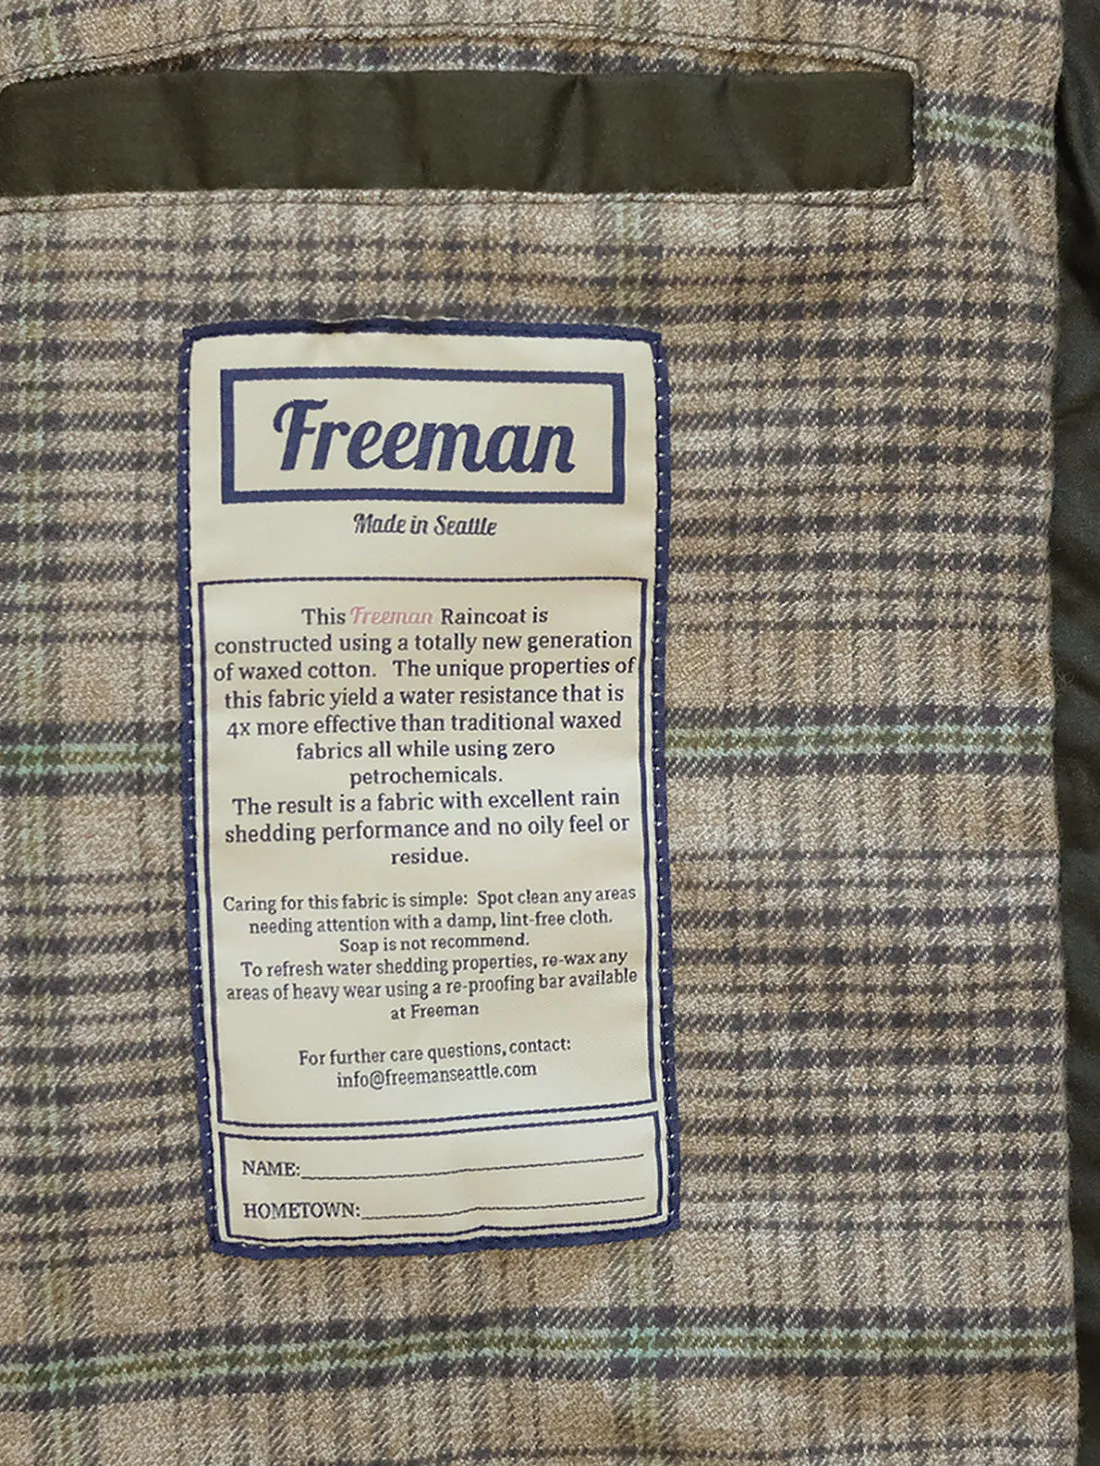 Freeman
Made in Seattle
This Freeman Raincoat is
constructed using a totally new generation
of waxed cotton. The unique properties of
this fabric yield a water resistance that is
4x more effective than traditional waxed
fabrics all while using zero
petrochemicals.
The result is a fabric with excellent rain
shedding performance and no oily feel or
residue.
Caring for this fabric is simple: Spot clean any areas
needing attention with a damp, lint-free cloth.
Soap is not recommend.
To refresh water shedding properties, re-wax any
areas of heavy wear using a re-proofing bar available
at Freeman
For further care questions, contact:
info@freemanseattle.com
NAME:
HOMETOWN: